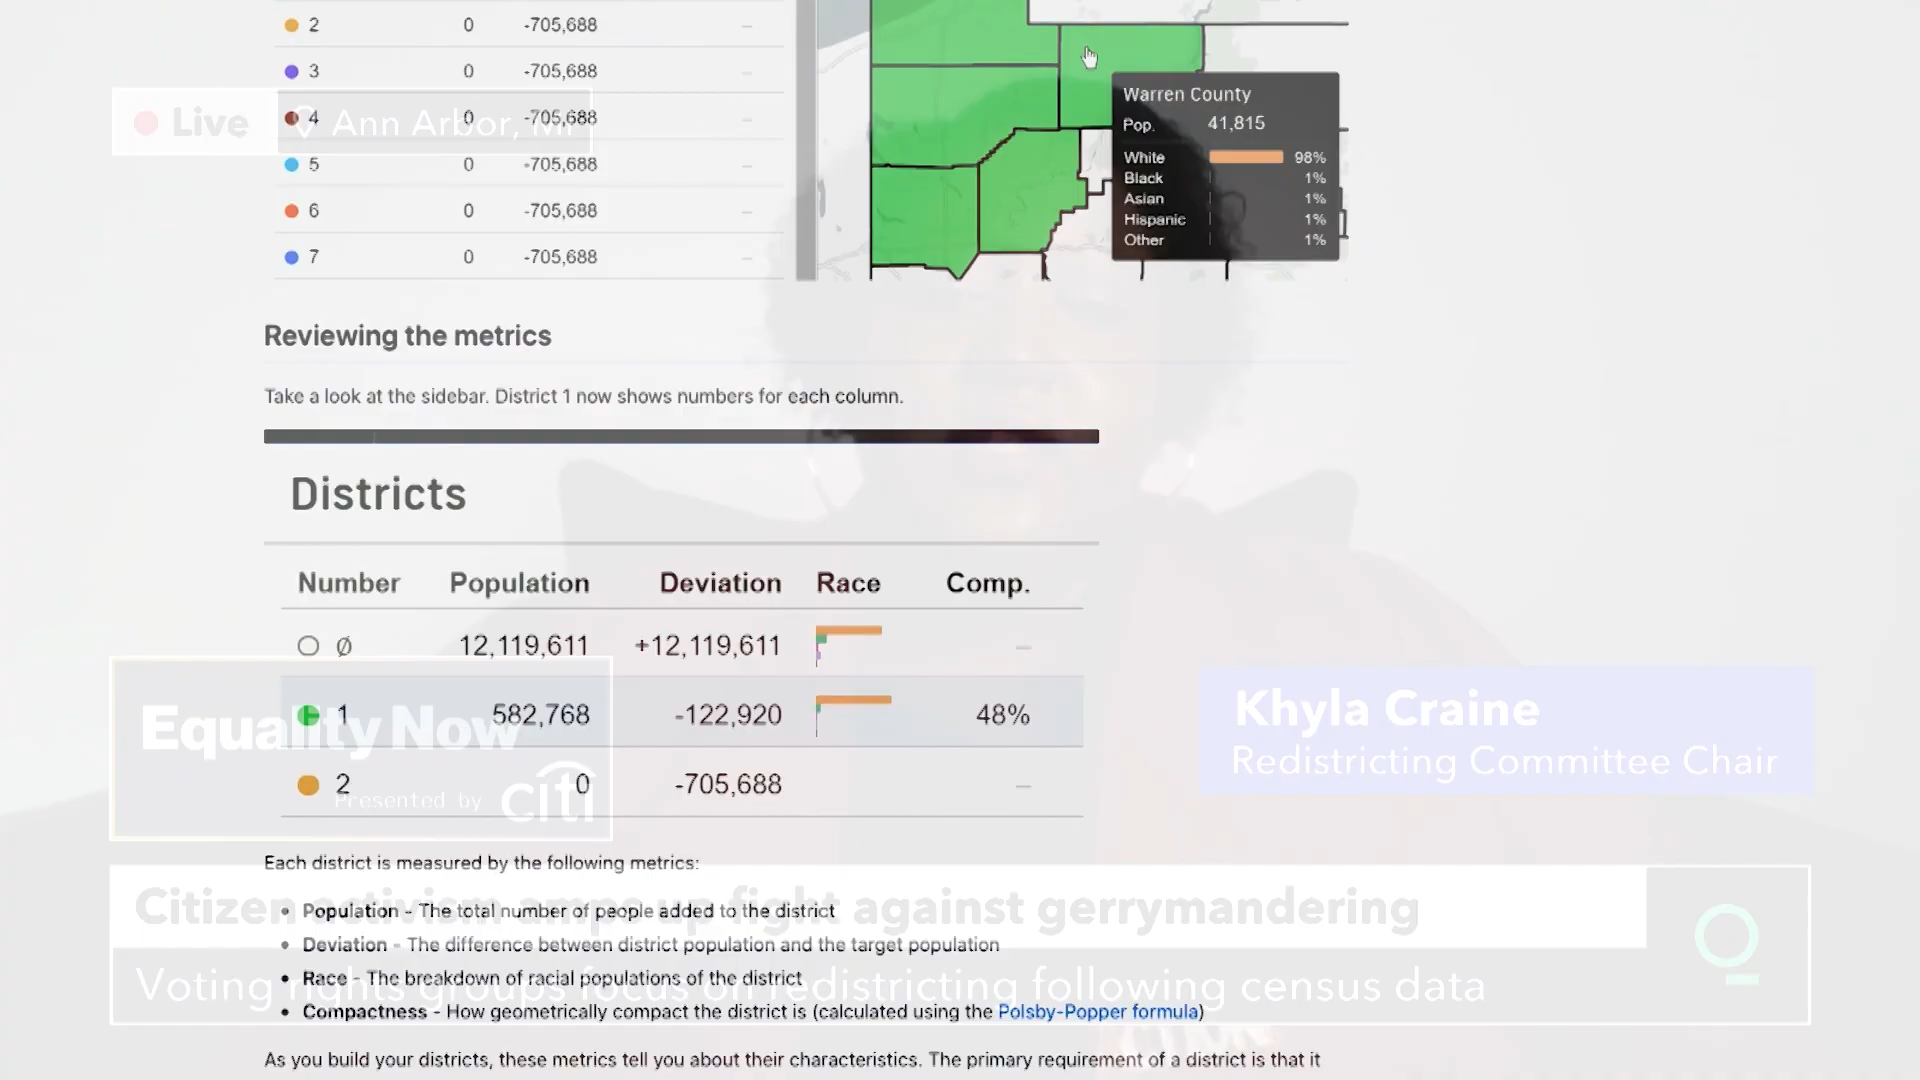 2 0 -705,688 –
3 0 -705,688 –
Live
Ann Arbor, MI
4 0 -705,688 –
5 0 -705,688 –
6 0 -705,688 –
7 0 -705,688 –
Warren County
Pop. 41,815
White 98%
Black 1%
Asian 1%
Hispanic 1%
Other 1%
Reviewing the metrics
Take a look at the sidebar. District 1 now shows numbers for each column.
Districts
Number Population Deviation Race Comp.
Ø 12,119,611 +12,119,611 –
1 582,768 -122,920 48%
2 0 -705,688 –
Equality Now
Presented by citi
Khyla Craine
Redistricting Committee Chair
Each district is measured by the following metrics:
• Population - The total number of people added to the district
• Deviation - The difference between district population and the target population
• Race - The breakdown of racial populations of the district
• Compactness - How geometrically compact the district is (calculated using the Polsby-Popper formula)
As you build your districts, these metrics tell you about their characteristics. The primary requirement of a district is that it
Citizen activism amps up fight against gerrymandering
Voting rights groups focus on redistricting following census data